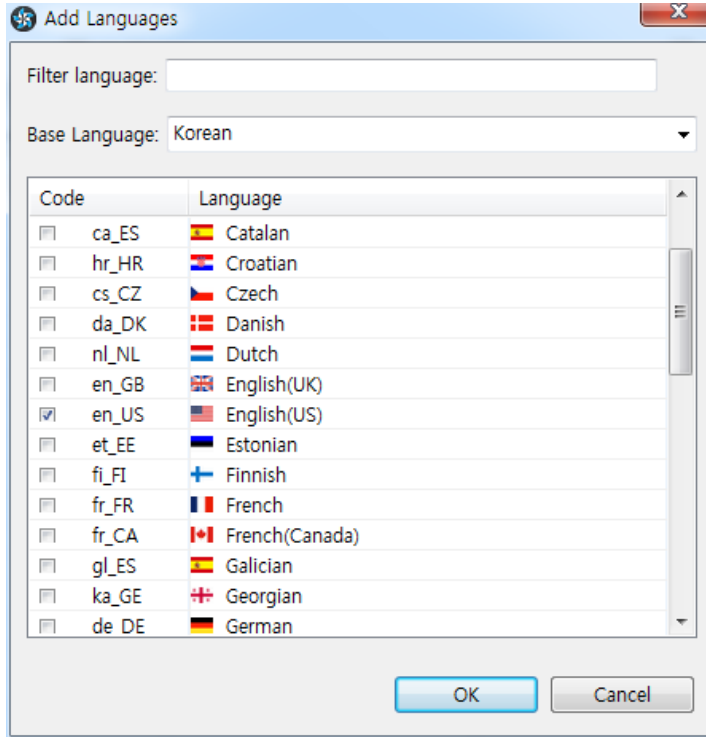 Add Languages
Filter language:
Base Language: Korean
Code Language
ca_ES Catalan
hr_HR Croatian
cs_CZ Czech
da_DK Danish
nl_NL Dutch
en_GB English(UK)
en_US English(US)
et_EE Estonian
fi_FI Finnish
fr_FR French
fr_CA French(Canada)
gl_ES Galician
ka_GE Georgian
de_DE German
OK Cancel